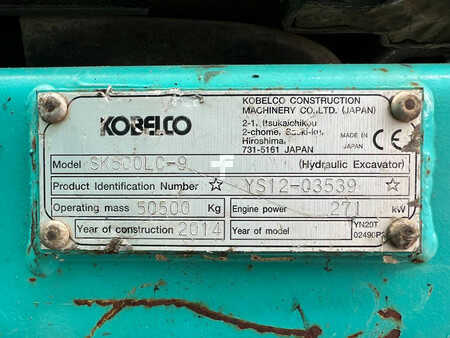 KOBELCO
KOBELCO CONSTRUCTION
MACHINERY CO.,LTD. (JAPAN)
2-1, Itsukaichikou
2-chome,
Hiroshima
731-5161 JAPAN
MADE IN
JAPAN
CE
Model SK500LC-9 (Hydraulic Excavator)
Product Identification Number ☆ YS12-03539 ☆
Operating mass 50500 Kg
Engine power 271 kW
Year of construction 2014
Year of model
YN20T